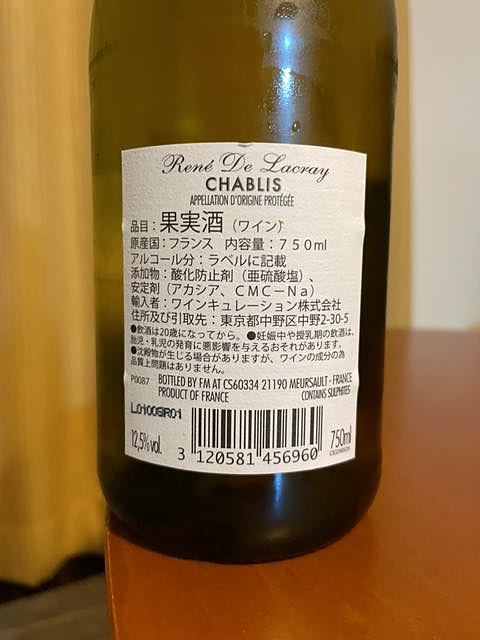 René De Lacray
CHABLIS
APPELLATION D'ORIGINE PROTÉGÉE
品目：果実酒（ワイン）
原産国：フランス　内容量：７５０ml
アルコール分：ラベルに記載
添加物：酸化防止剤（亜硫酸塩）、
安定剤（アカシア、ＣＭＣ－Ｎａ）
輸入者：ワインキュレーション株式会社
住所及び引取先：東京都中野区中野2-30-5
●飲酒は20歳になってから。●妊娠中や授乳期の飲酒は、
胎児・乳児の発育に悪影響を与えるおそれがあります。
●沈殿物が生じる場合がありますが、ワインの成分の為
品質上問題はありません。
P0087 BOTTLED BY FM AT CS60334 21190 MEURSAULT - FRANCE
PRODUCT OF FRANCE CONTAINS SULPHITES
L0100SR01
12,5% vol. 750ml
3 120581 456960